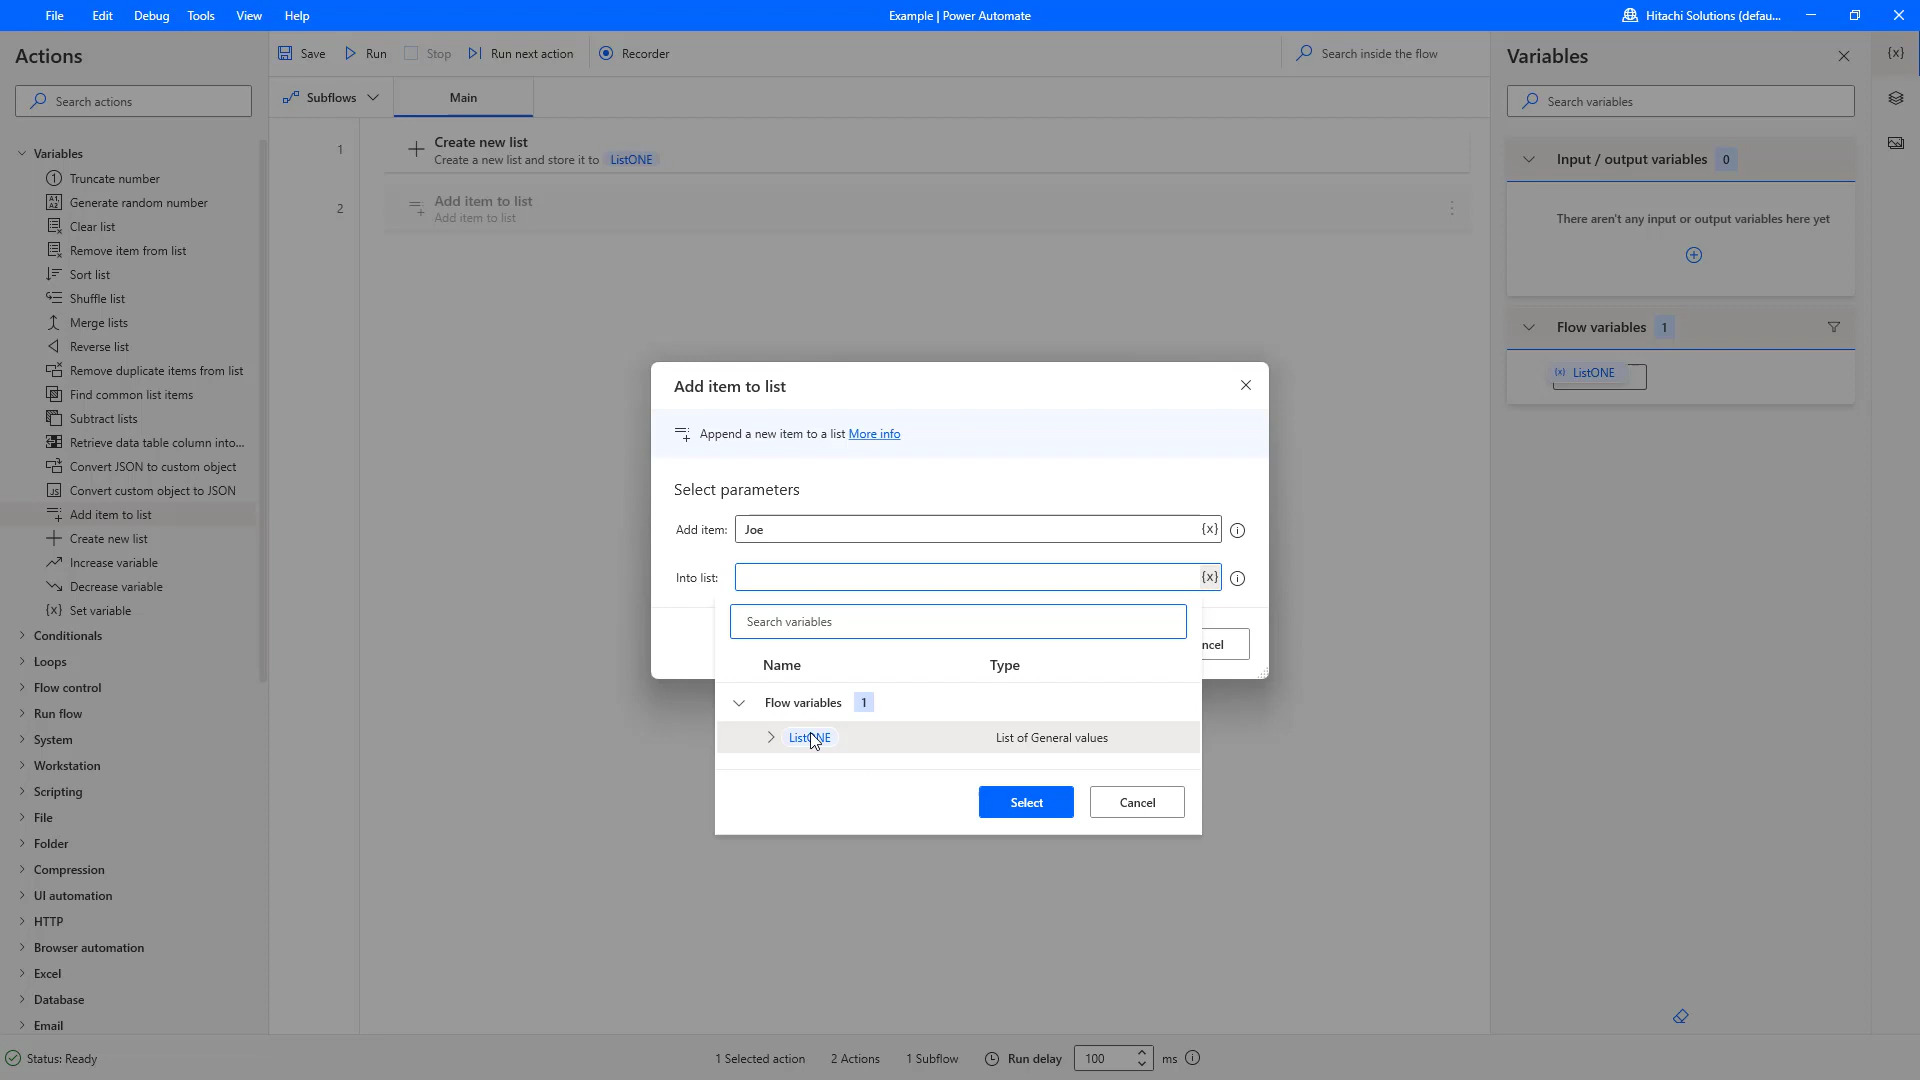 File Edit Debug Tools View Help
Example | Power Automate
Hitachi Solutions (defau...
Actions
Search actions
Variables
Truncate number
Generate random number
Clear list
Remove item from list
Sort list
Shuffle list
Merge lists
Reverse list
Remove duplicate items from list
Find common list items
Subtract lists
Retrieve data table column into...
Convert JSON to custom object
Convert custom object to JSON
Add item to list
Create new list
Increase variable
Decrease variable
{x} Set variable
Conditionals
Loops
Flow control
Run flow
System
Workstation
Scripting
File
Folder
Compression
UI automation
HTTP
Browser automation
Excel
Database
Email
Save Run Stop Run next action Recorder
Search inside the flow
Subflows Main
1
Create new list
Create a new list and store it to ListONE
2
Add item to list
Add item to list
Add item to list
Append a new item to a list More info
Select parameters
Add item: Joe {x}
Into list: {x}
ncel
Search variables
Name Type
Flow variables 1
ListONE List of General values
Select Cancel
Variables
{x}
Search variables
Input / output variables 0
There aren't any input or output variables here yet
Flow variables 1
{x} ListONE
Status: Ready
1 Selected action 2 Actions 1 Subflow Run delay 100 ms